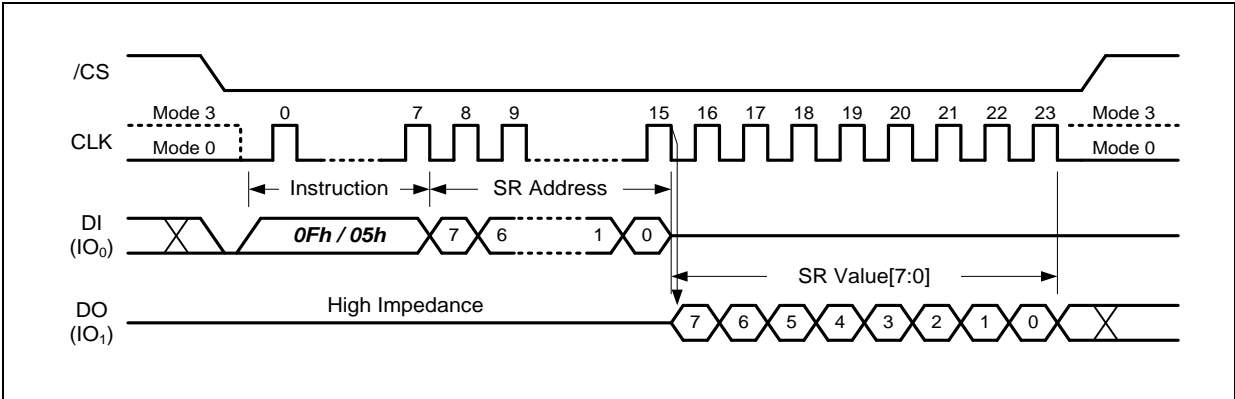 /CS
Mode 3 0 7 8 9 15 16 17 18 19 20 21 22 23 Mode 3
CLK
Mode 0 Mode 0
Instruction SR Address
DI
(IO₀)
0Fh / 05h 7 6 1 0
SR Value[7:0]
High Impedance
DO
(IO₁)
7 6 5 4 3 2 1 0